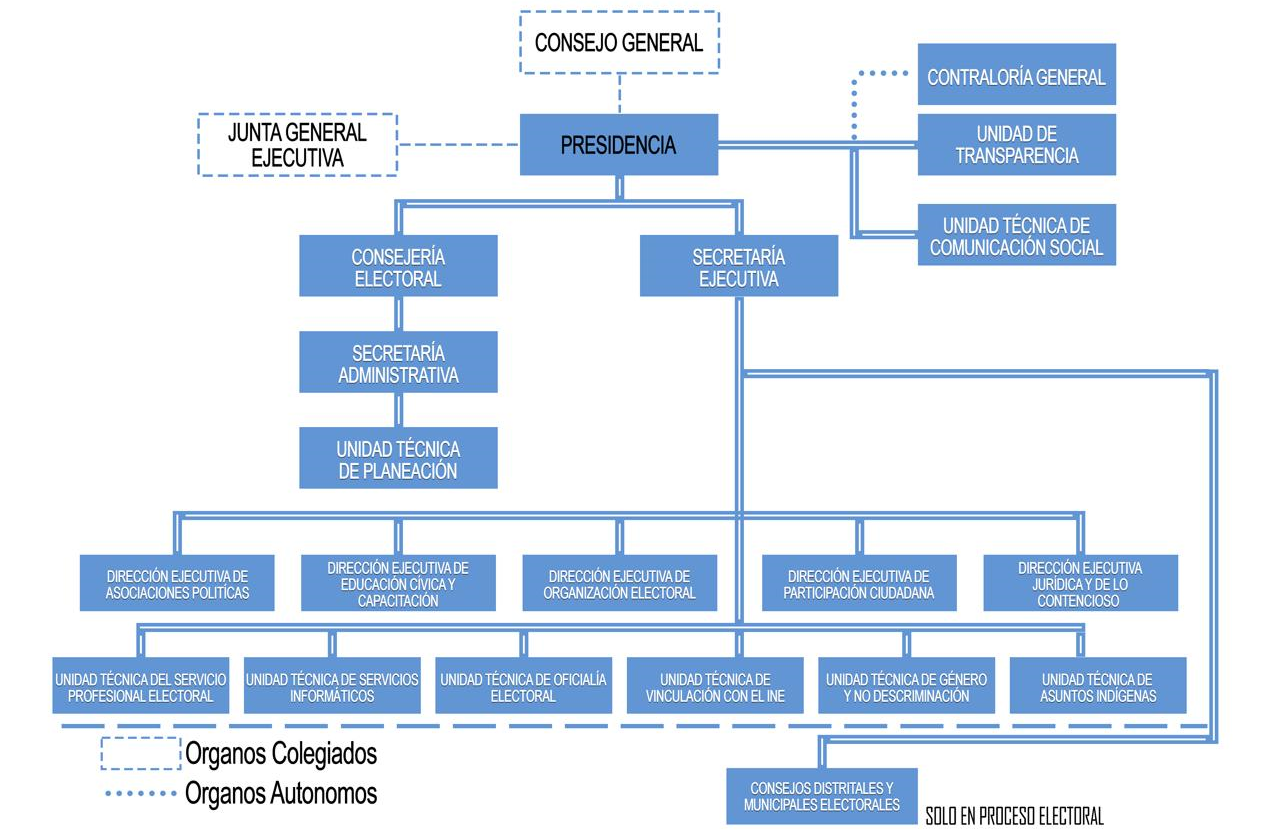 CONSEJO GENERAL
CONTRALORÍA GENERAL
JUNTA GENERAL
EJECUTIVA
PRESIDENCIA
UNIDAD DE
TRANSPARENCIA
UNIDAD TÉCNICA DE
COMUNICACIÓN SOCIAL
CONSEJERÍA
ELECTORAL
SECRETARÍA
EJECUTIVA
SECRETARÍA
ADMINISTRATIVA
UNIDAD TÉCNICA
DE PLANEACIÓN
DIRECCIÓN EJECUTIVA DE
ASOCIACIONES POLITÍCAS
DIRECCIÓN EJECUTIVA DE
EDUCACIÓN CÍVICA Y
CAPACITACIÓN
DIRECCIÓN EJECUTIVA DE
ORGANIZACIÓN ELECTORAL
DIRECCIÓN EJECUTIVA DE
PARTICIPACIÓN CIUDADANA
DIRECCIÓN EJECUTIVA
JURÍDICA Y DE LO
CONTENCIOSO
UNIDAD TÉCNICA DEL SERVICIO
PROFESIONAL ELECTORAL
UNIDAD TÉCNICA DE SERVICIOS
INFORMÁTICOS
UNIDAD TÉCNICA DE OFICIALÍA
ELECTORAL
UNIDAD TÉCNICA DE
VINCULACIÓN CON EL INE
UNIDAD TÉCNICA DE GÉNERO
Y NO DESCRIMINACIÓN
UNIDAD TÉCNICA DE
ASUNTOS INDÍGENAS
Organos Colegiados
Organos Autonomos
CONSEJOS DISTRITALES Y
MUNICIPALES ELECTORALES
SOLO EN PROCESO ELECTORAL